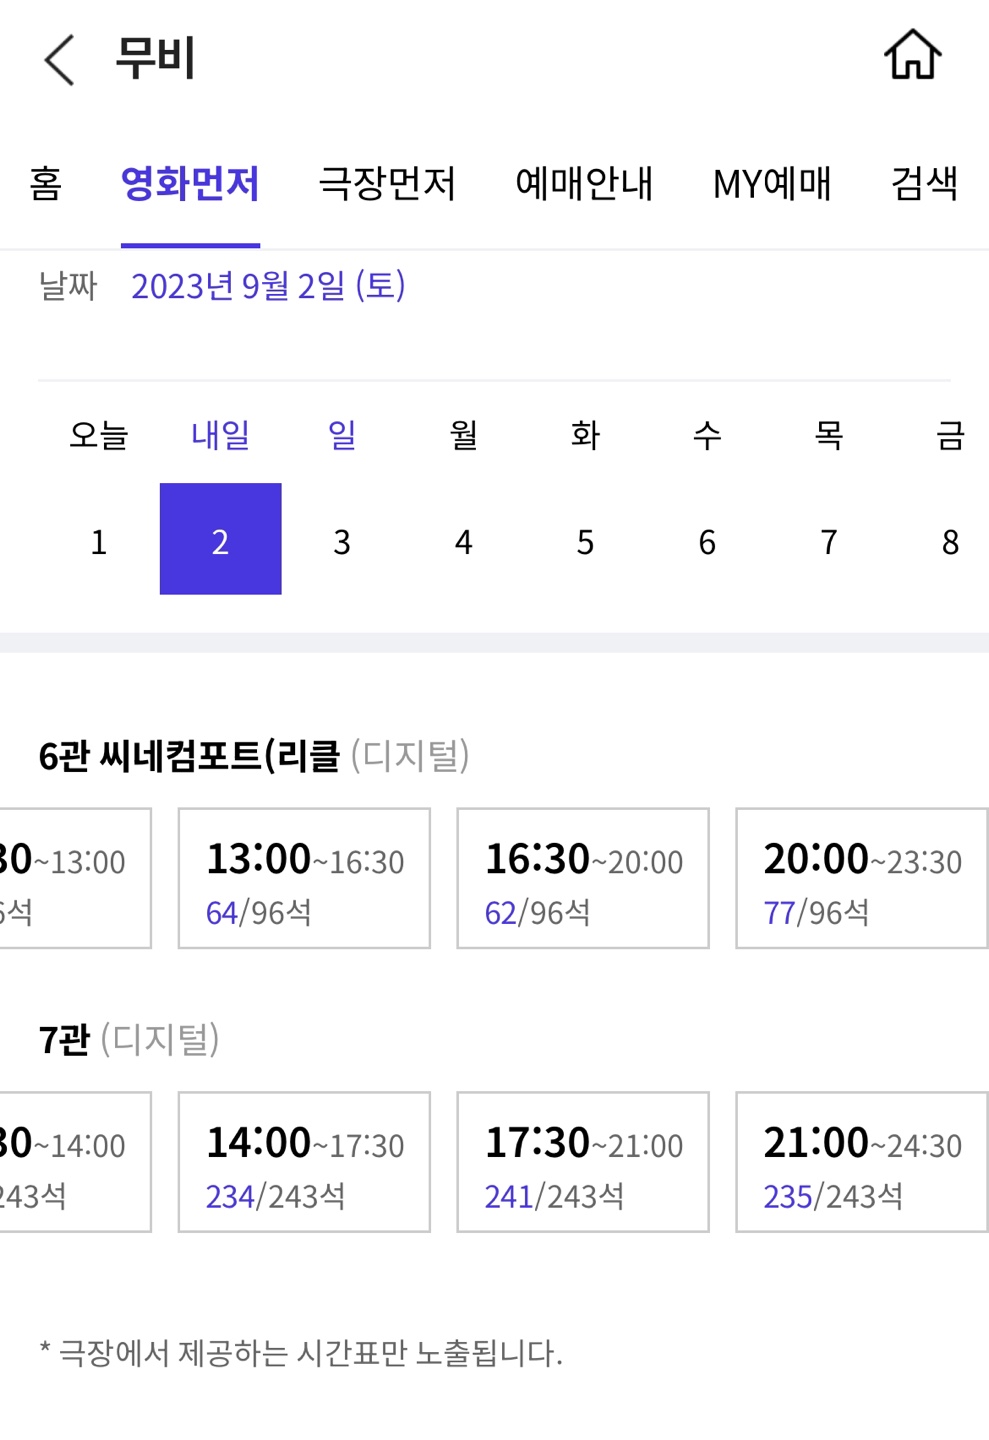 무비
홈 영화먼저 극장먼저 예매안내 MY예매 검색
날짜 2023년 9월 2일 (토)
오늘 내일 일 월 화 수 목 금
1 2 3 4 5 6 7 8
6관 씨네컴포트(리클 (디지털)
30~13:00 13:00~16:30 16:30~20:00 20:00~23:30
6석 64/96석 62/96석 77/96석
7관 (디지털)
30~14:00 14:00~17:30 17:30~21:00 21:00~24:30
243석 234/243석 241/243석 235/243석
* 극장에서 제공하는 시간표만 노출됩니다.